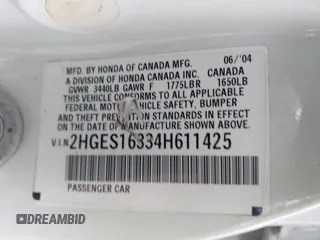 MFD. BY HONDA OF CANADA MFG. 06/'04
A DIVISION OF HONDA CANADA INC. CANADA
GVWR 3440LB GAWR F 1775LBR 1650LB
THIS VEHICLE CONFORMS TO ALL APPLICABLE
FEDERAL MOTOR VEHICLE SAFETY, BUMPER
AND THEFT PREVENTION STANDARDS IN
EFFECT ON THE DATE OF MANUFACTURE
SHOWN ABOVE.
V.I.N 2HGES16334H611425
PASSENGER CAR
DREAMBID